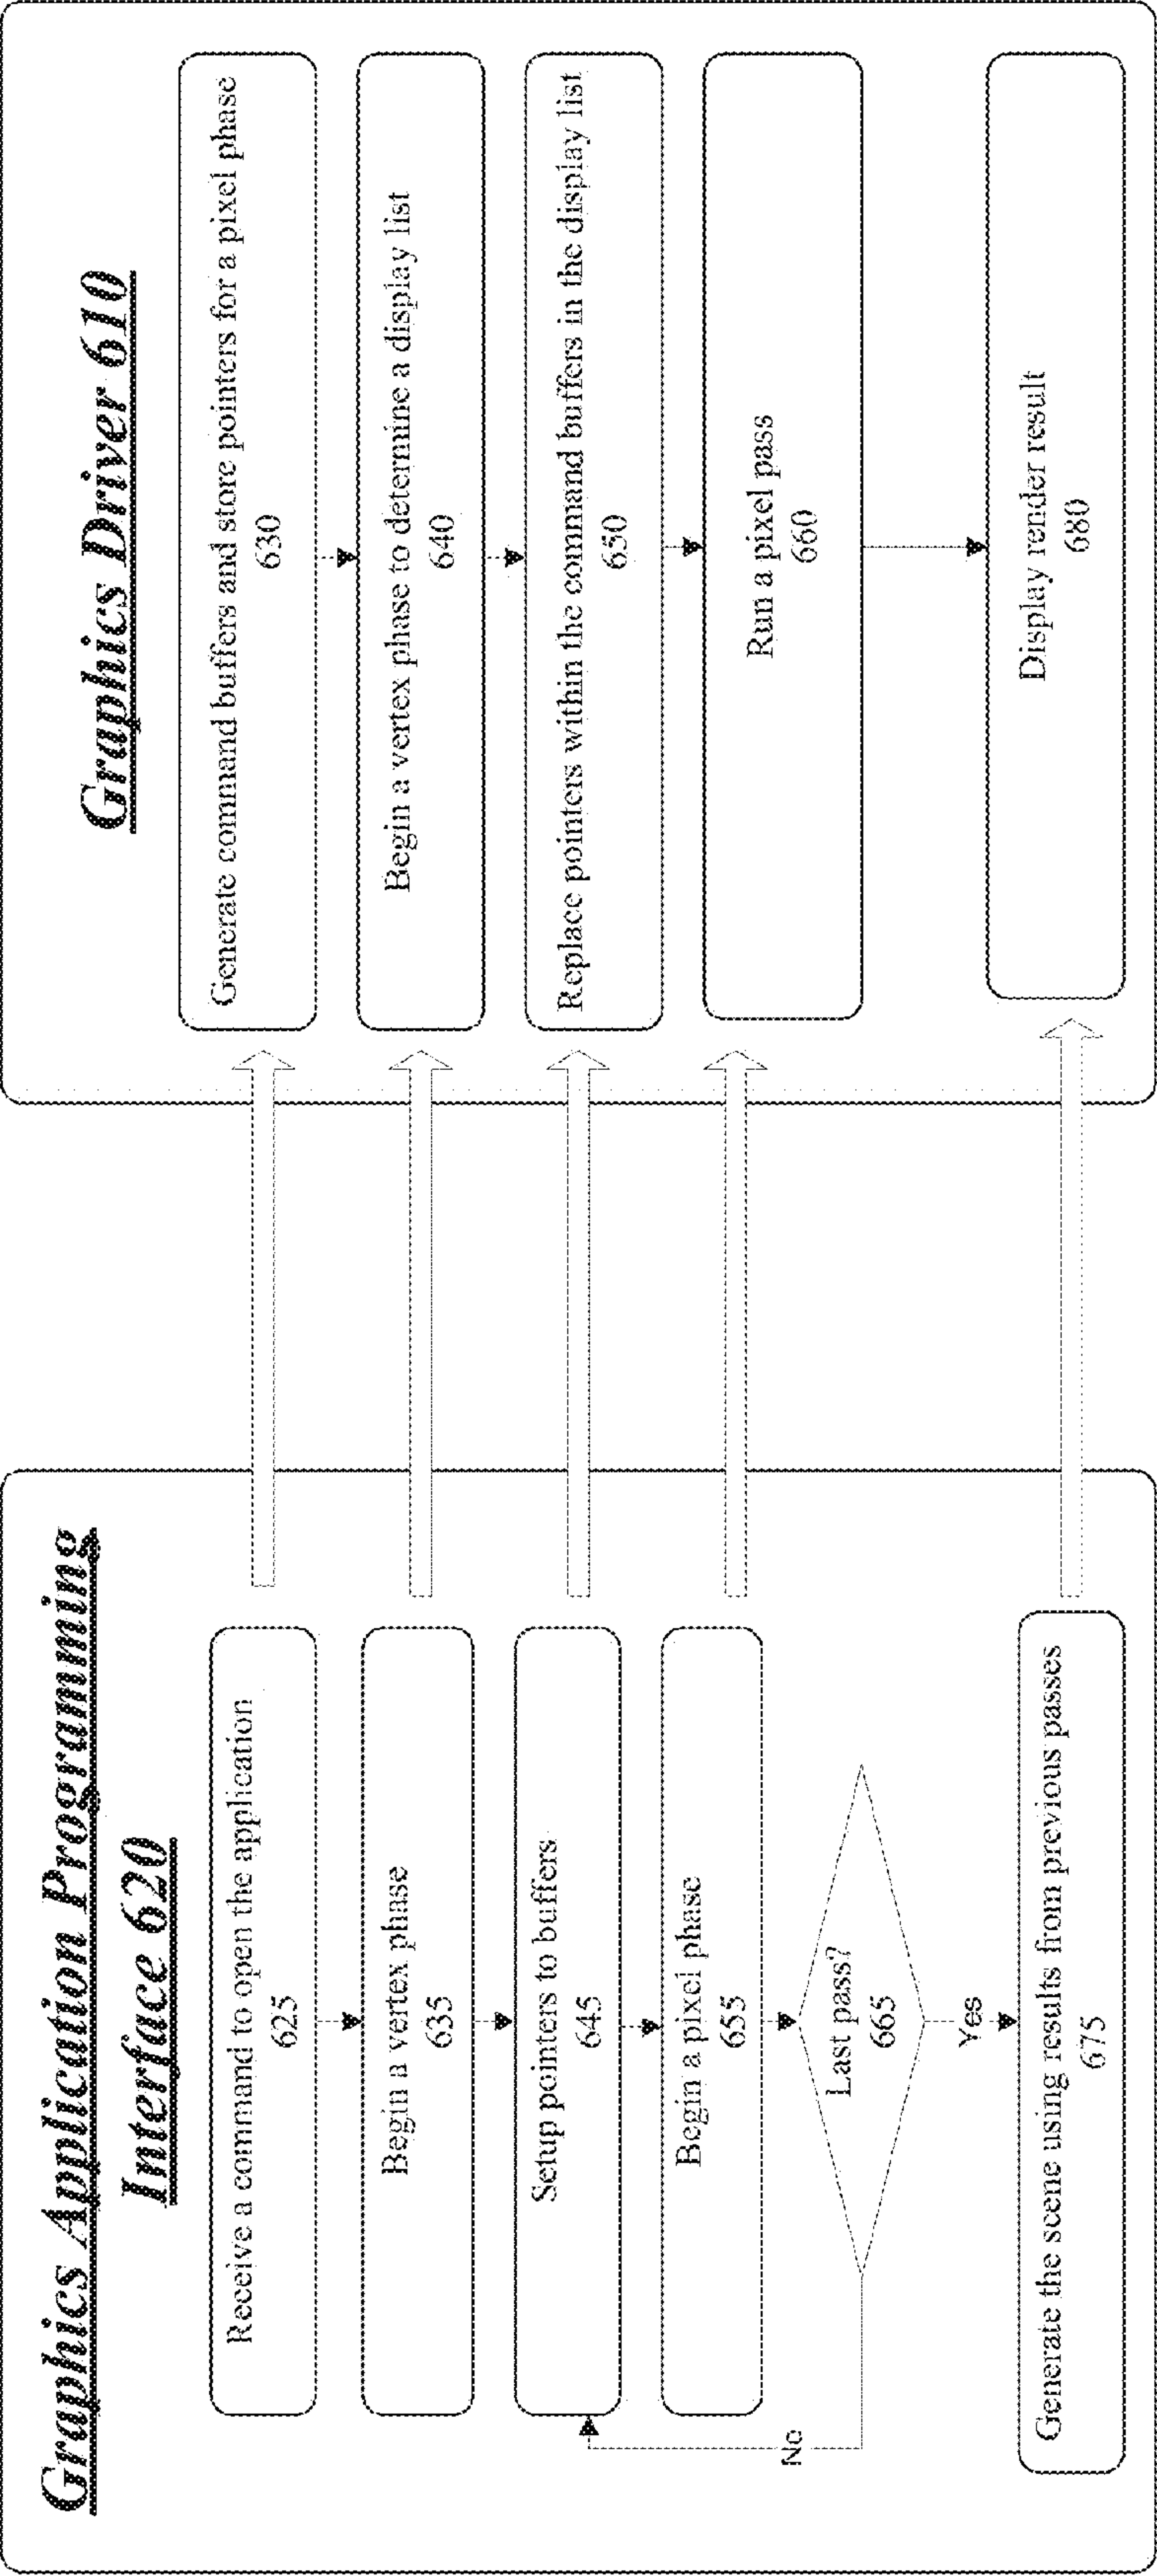 Graphics Application Programming
Interface 620
Receive a command to open the application
625
Begin a vertex phase
635
Setup pointers to buffers
645
Begin a pixel phase
655
Last pass?
665
No
Yes
Generate the scene using results from previous passes
675
Graphics Driver 610
Generate command buffers and store pointers for a pixel phase
630
Begin a vertex phase to determine a display list
640
Replace pointers within the command buffers in the display list
650
Run a pixel pass
660
Display render result
680